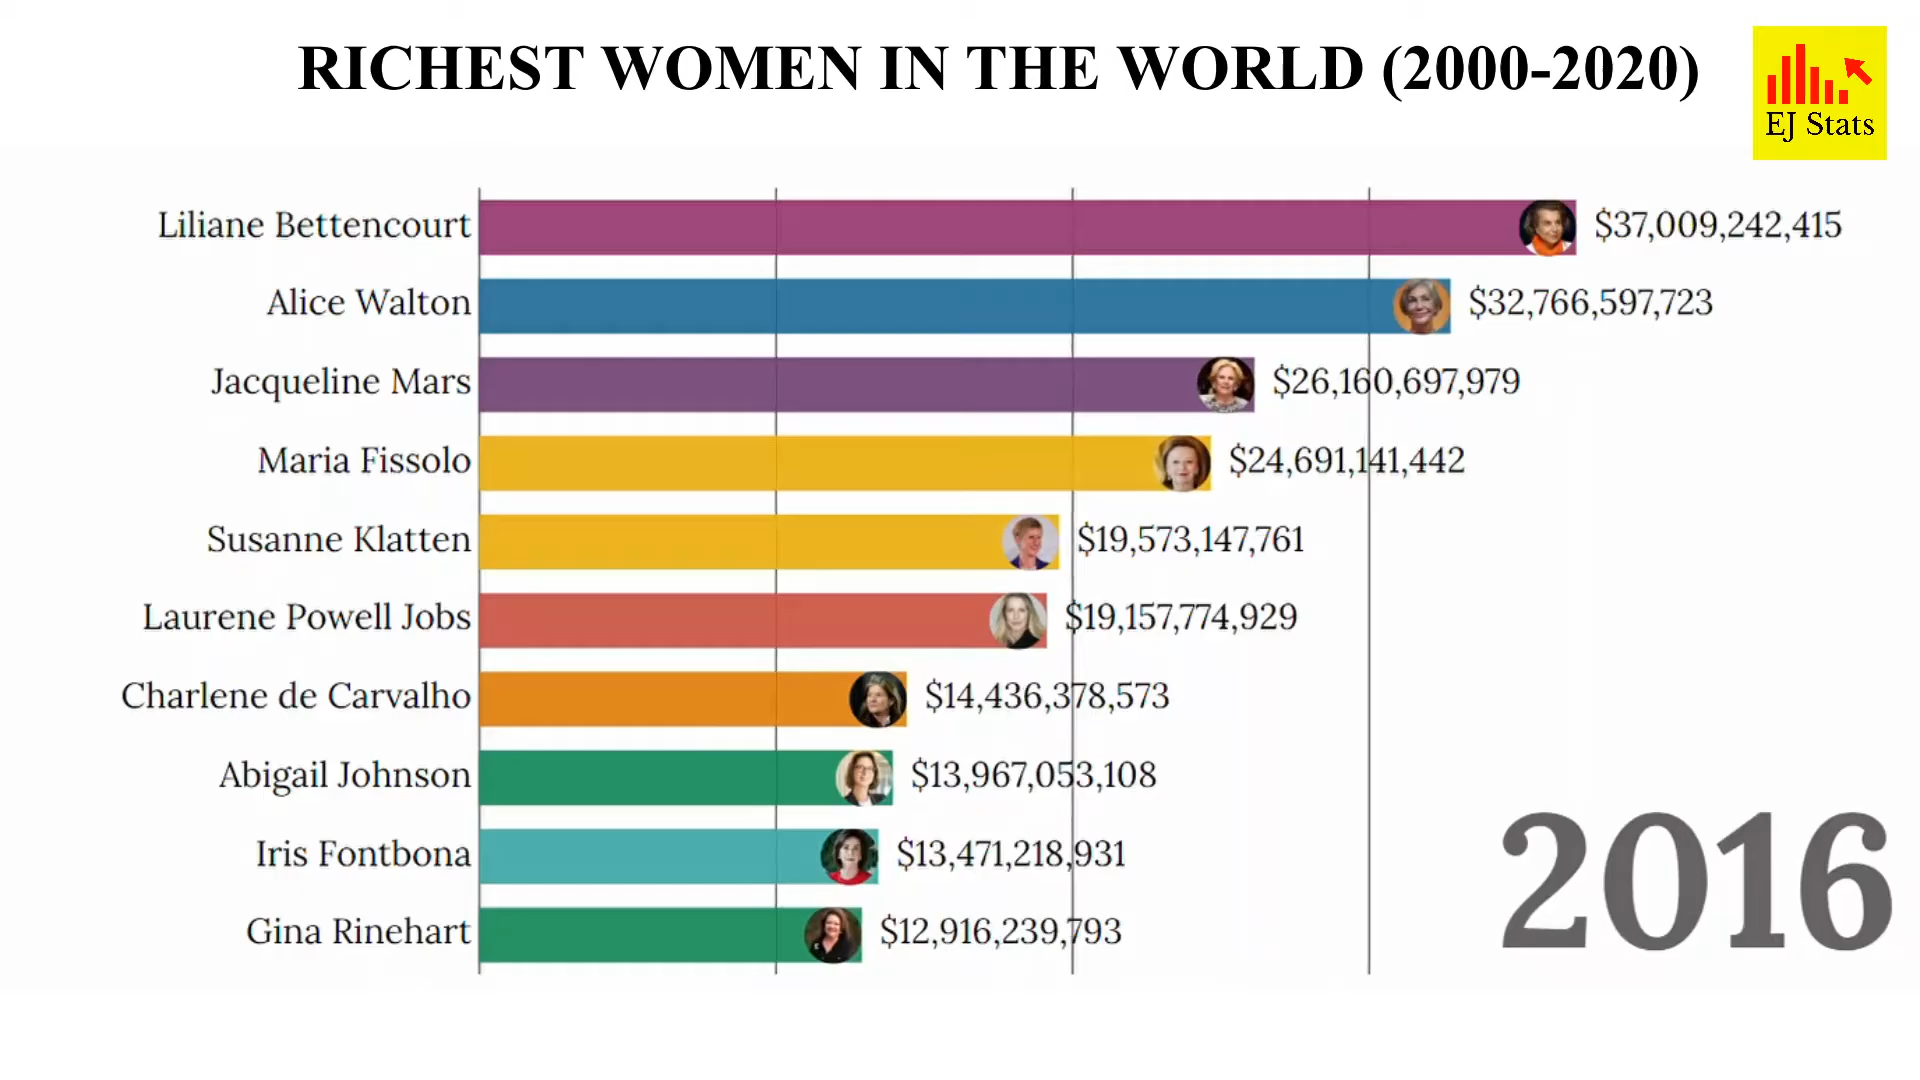 RICHEST WOMEN IN THE WORLD (2000-2020)
EJ Stats
Liliane Bettencourt $37,009,242,415
Alice Walton $32,766,597,723
Jacqueline Mars $26,160,697,979
Maria Fissolo $24,691,141,442
Susanne Klatten $19,573,147,761
Laurene Powell Jobs $19,157,774,929
Charlene de Carvalho $14,436,378,573
Abigail Johnson $13,967,053,108
Iris Fontbona $13,471,218,931
Gina Rinehart $12,916,239,793
2016